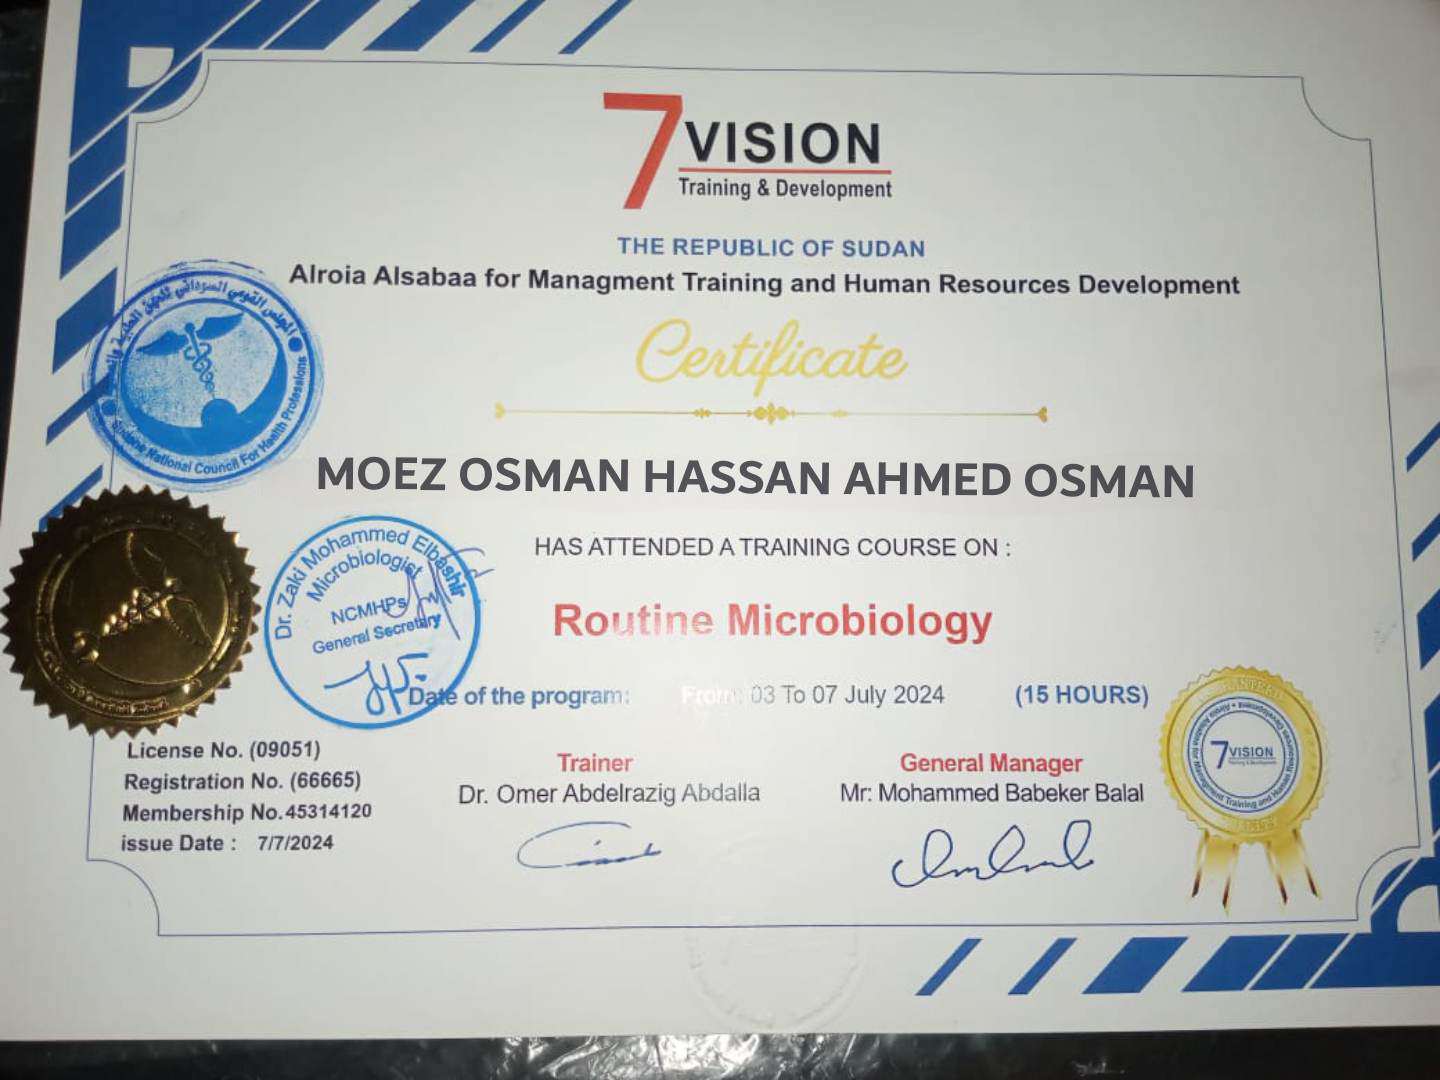 7 VISION
Training & Development
THE REPUBLIC OF SUDAN
Alroia Alsabaa for Managment Training and Human Resources Development
Certificate
MOEZ OSMAN HASSAN AHMED OSMAN
HAS ATTENDED A TRAINING COURSE ON :
Routine Microbiology
Date of the program: From: 03 To 07 July 2024 (15 HOURS)
License No. (09051)
Registration No. (66665)
Membership No.45314120
issue Date : 7/7/2024
Trainer
Dr. Omer Abdelrazig Abdalla
General Manager
Mr: Mohammed Babeker Balal
المجلس القومي السوداني للمهن الطبية
National Council For Health Professions
Dr. Zaki Mohammed Elbashir
Microbiologist
NCMHPs
General Secretary
7 VISION
Training & Development
Alroia Alsabaa for Managment Training and Human Resources Development